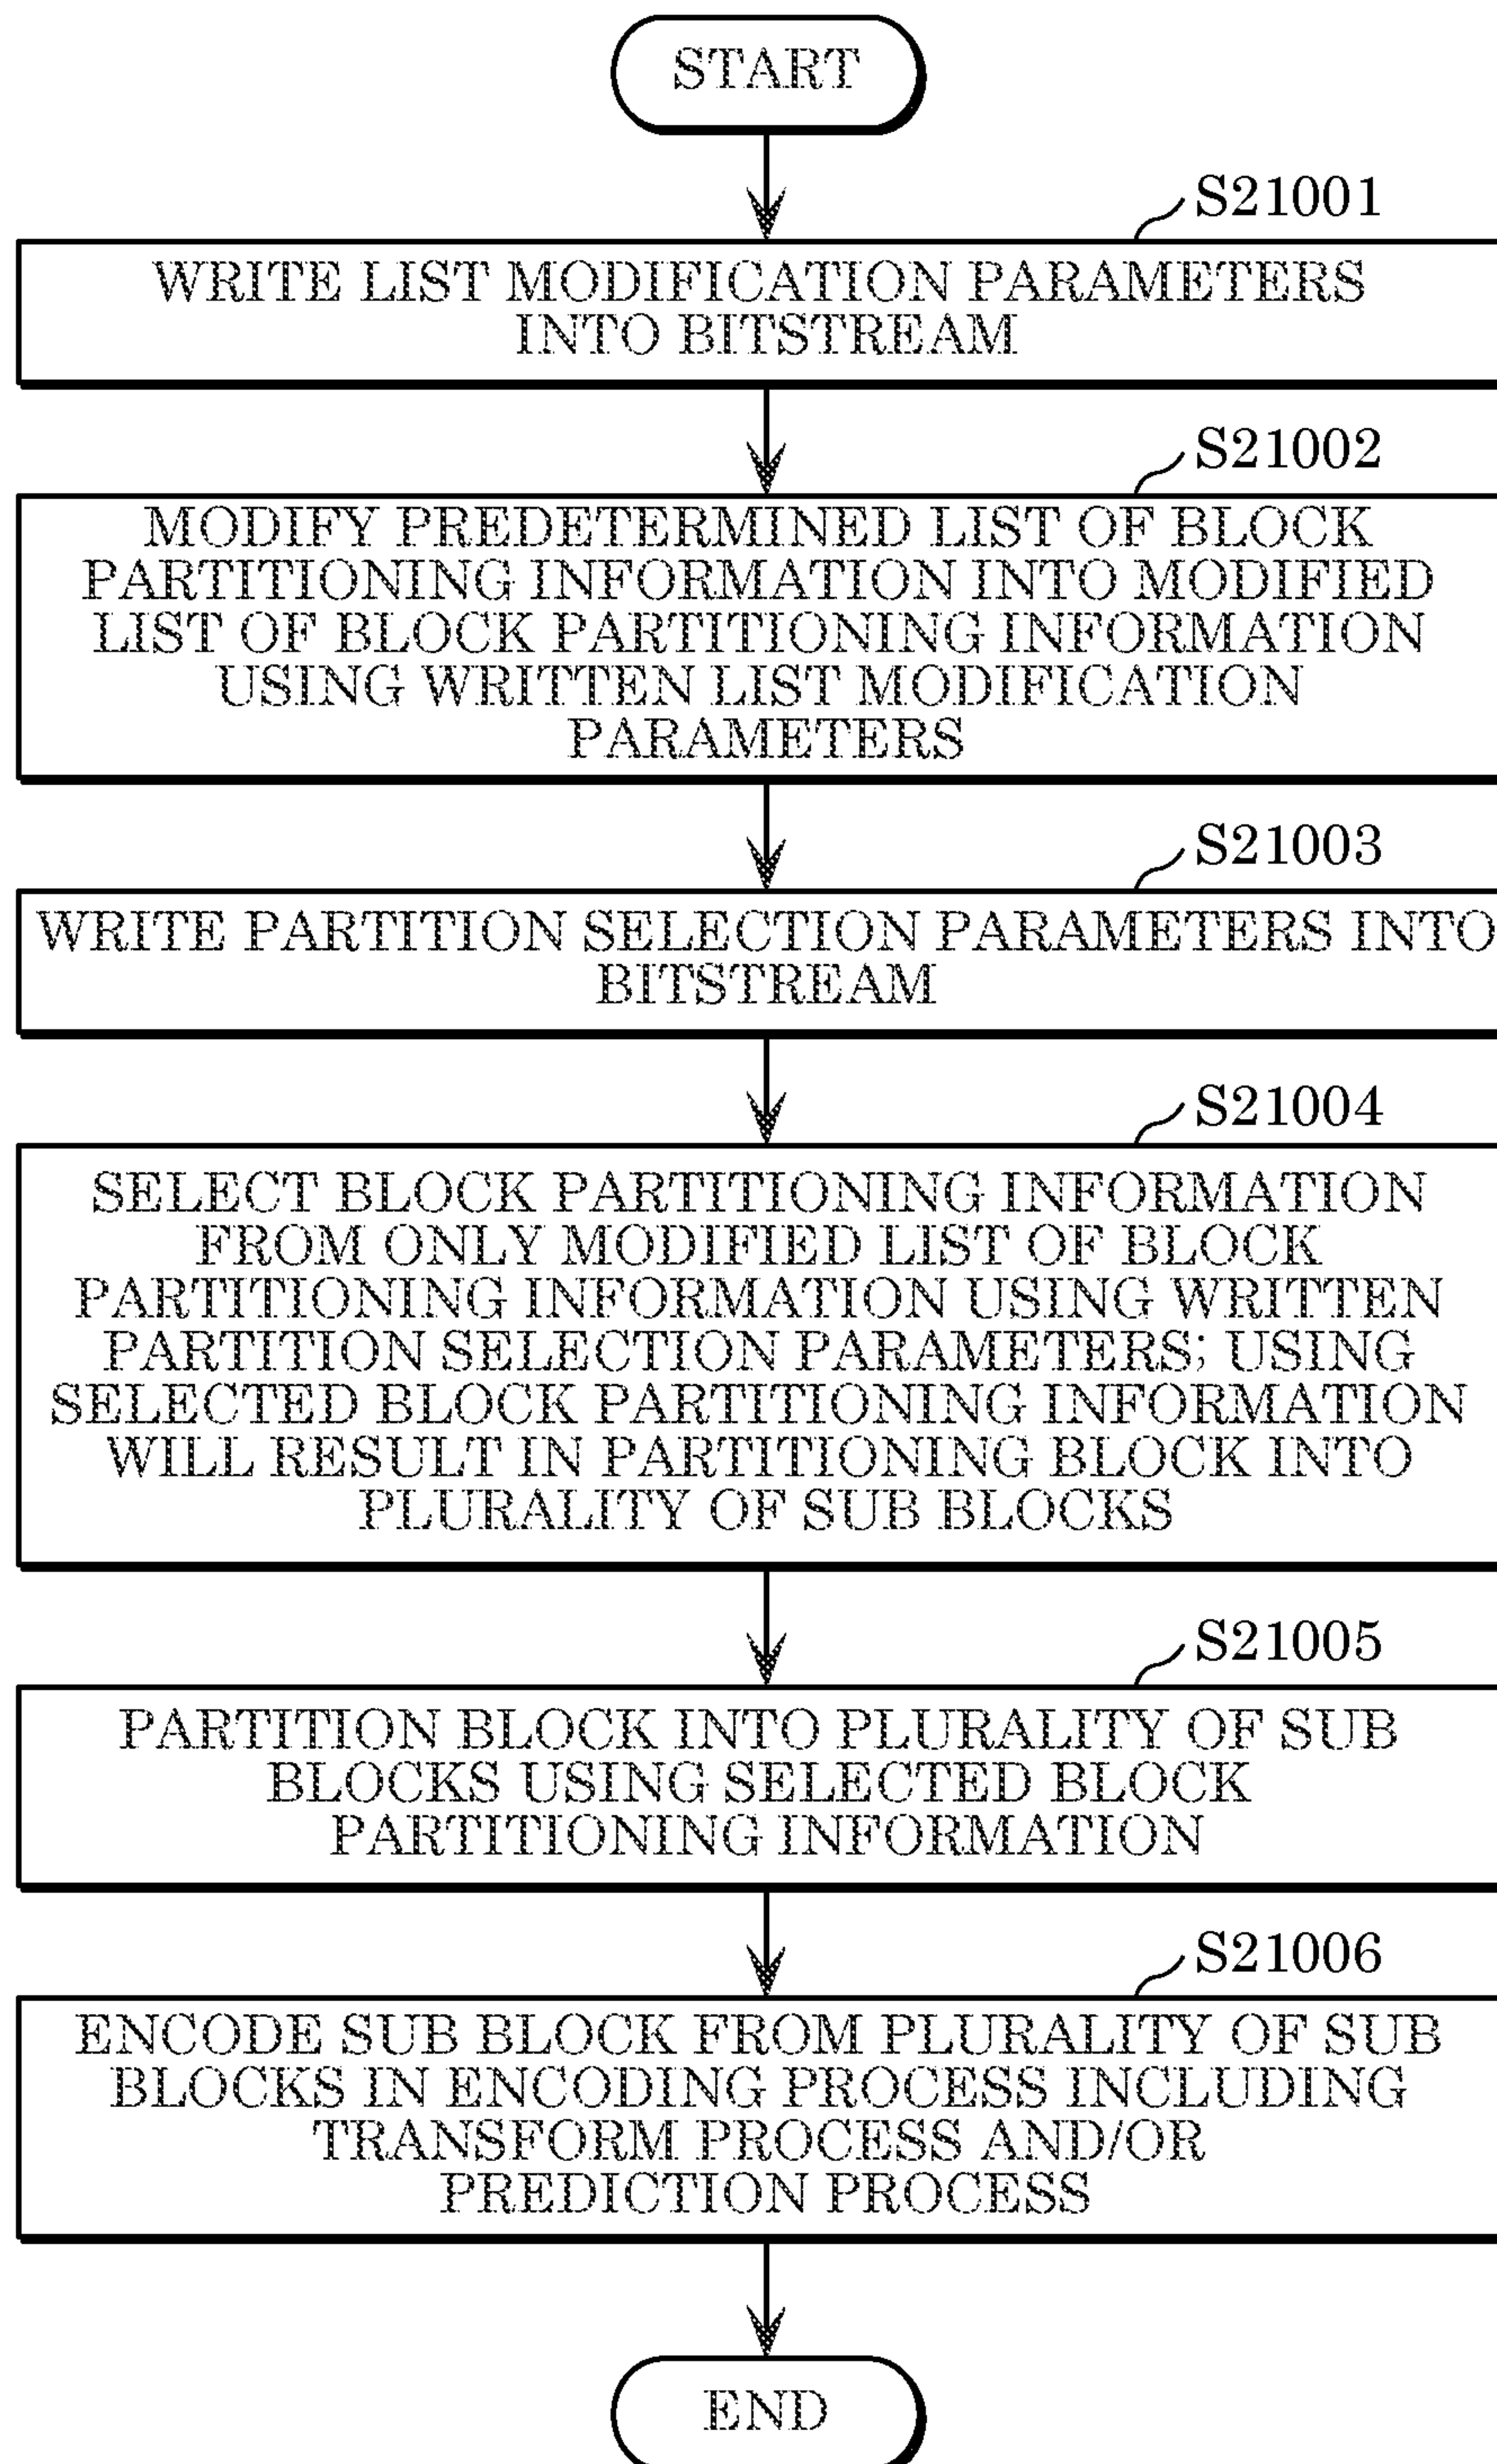 START
S21001
WRITE LIST MODIFICATION PARAMETERS
INTO BITSTREAM
S21002
MODIFY PREDETERMINED LIST OF BLOCK
PARTITIONING INFORMATION INTO MODIFIED
LIST OF BLOCK PARTITIONING INFORMATION
USING WRITTEN LIST MODIFICATION
PARAMETERS
S21003
WRITE PARTITION SELECTION PARAMETERS INTO
BITSTREAM
S21004
SELECT BLOCK PARTITIONING INFORMATION
FROM ONLY MODIFIED LIST OF BLOCK
PARTITIONING INFORMATION USING WRITTEN
PARTITION SELECTION PARAMETERS; USING
SELECTED BLOCK PARTITIONING INFORMATION
WILL RESULT IN PARTITIONING BLOCK INTO
PLURALITY OF SUB BLOCKS
S21005
PARTITION BLOCK INTO PLURALITY OF SUB
BLOCKS USING SELECTED BLOCK
PARTITIONING INFORMATION
S21006
ENCODE SUB BLOCK FROM PLURALITY OF SUB
BLOCKS IN ENCODING PROCESS INCLUDING
TRANSFORM PROCESS AND/OR
PREDICTION PROCESS
END